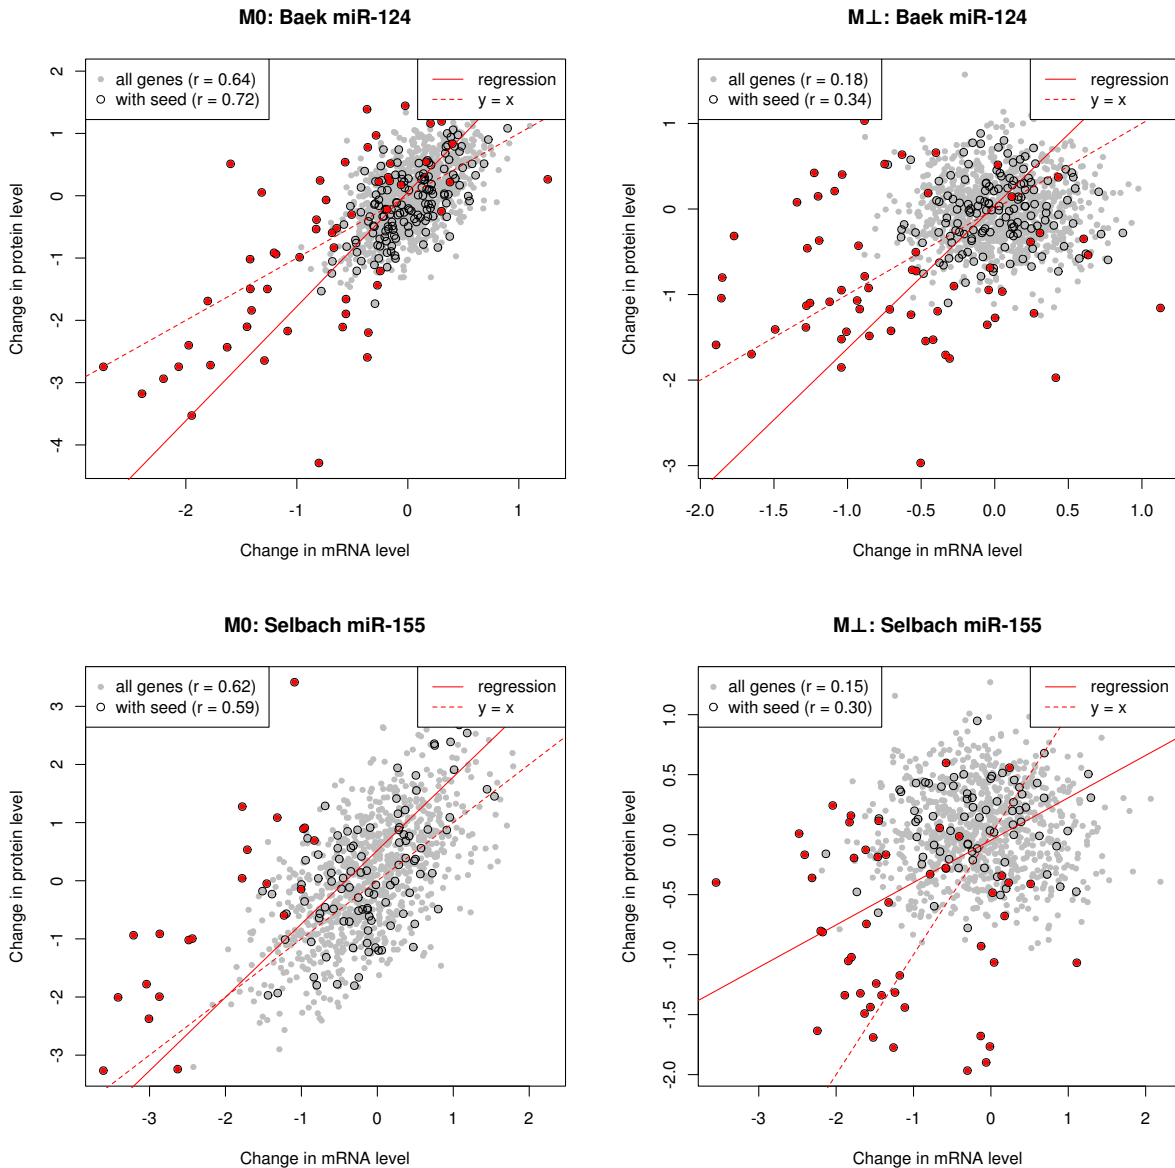 M0: Baek miR-124
all genes (r = 0.64)
with seed (r = 0.72)
regression
y = x
2
1
0
-1
-2
-3
-4
Change in protein level
-2
-1
0
1
Change in mRNA level
M⊥: Baek miR-124
all genes (r = 0.18)
with seed (r = 0.34)
regression
y = x
1
0
-1
-2
-3
Change in protein level
-2.0
-1.5
-1.0
-0.5
0.0
0.5
1.0
Change in mRNA level
M0: Selbach miR-155
all genes (r = 0.62)
with seed (r = 0.59)
regression
y = x
3
2
1
0
-1
-2
-3
Change in protein level
-3
-2
-1
0
1
2
Change in mRNA level
M⊥: Selbach miR-155
all genes (r = 0.15)
with seed (r = 0.30)
regression
y = x
1.0
0.5
0.0
-0.5
-1.0
-1.5
-2.0
Change in protein level
-3
-2
-1
0
1
2
Change in mRNA level